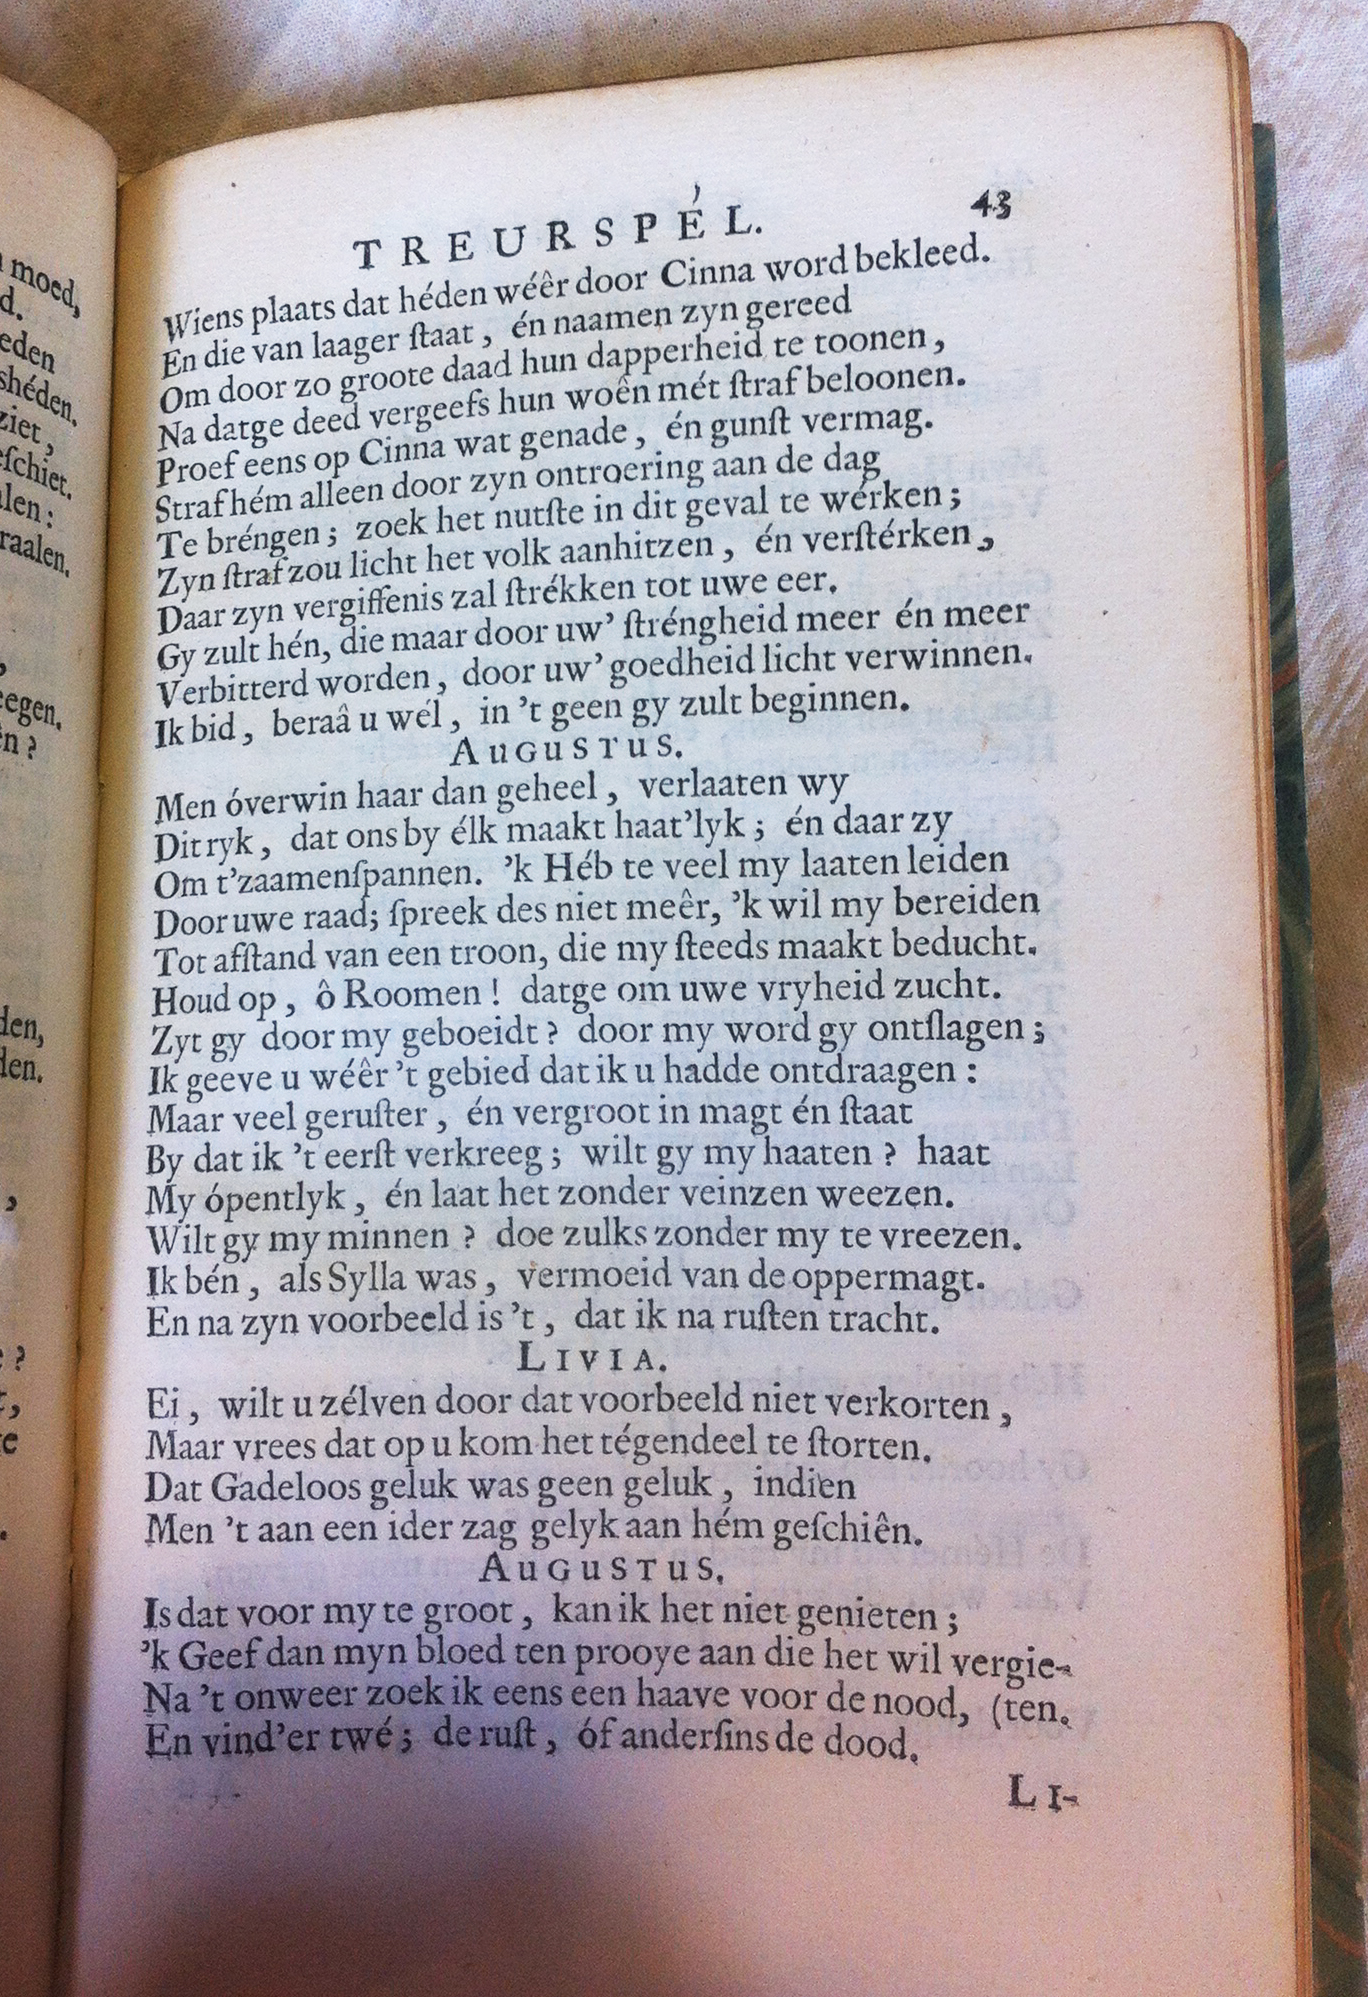 moed,
d.
eden
shéden.
ziet,
eſchiet.
alen:
raalen.
eegen.
n?
den,
den.
TREURSPÉL. 43
Wiens plaats dat héden wéêr door Cinna word bekleed.
En die van laager ſtaat, én naamen zyn gereed
Om door zo groote daad hun dapperheid te toonen,
Na datge deed vergeefs hun woên mét ſtraf beloonen.
Proef eens op Cinna wat genade, én gunſt vermag.
Straf hém alleen door zyn ontroering aan de dag
Te bréngen; zoek het nutſte in dit geval te wérken;
Zyn ſtraf zou licht het volk aanhitzen, én verſtérken,
Daar zyn vergiffenis zal ſtrékken tot uwe eer.
Gy zult hén, die maar door uw’ ſtréngheid meer én meer
Verbitterd worden, door uw’ goedheid licht verwinnen.
Ik bid, beraâ u wél, in ’t geen gy zult beginnen.
AUGUSTUS.
Men óverwin haar dan geheel, verlaaten wy
Dit ryk, dat ons by élk maakt haat’lyk; én daar zy
Om t’zaamenſpannen. ’k Héb te veel my laaten leiden
Door uwe raad; ſpreek des niet meêr, ’k wil my bereiden
Tot afſtand van een troon, die my ſteeds maakt beducht.
Houd op, ô Roomen! datge om uwe vryheid zucht.
Zyt gy door my geboeidt? door my word gy ontſlagen;
Ik geeve u wéêr ’t gebied dat ik u hadde ontdraagen:
Maar veel geruſter, én vergroot in magt én ſtaat
By dat ik ’t eerſt verkreeg; wilt gy my haaten? haat
My ópentlyk, én laat het zonder veinzen weezen.
Wilt gy my minnen? doe zulks zonder my te vreezen.
Ik bén, als Sylla was, vermoeid van de oppermagt.
En na zyn voorbeeld is ’t, dat ik na ruſten tracht.
LIVIA.
Ei, wilt u zélven door dat voorbeeld niet verkorten,
Maar vrees dat op u kom het tégendeel te ſtorten.
Dat Gadeloos geluk was geen geluk, indien
Men ’t aan een ider zag gelyk aan hém geſchiên.
AUGUSTUS.
Is dat voor my te groot, kan ik het niet genieten;
’k Geef dan myn bloed ten prooye aan die het wil vergie-
Na ’t onweer zoek ik eens een haave voor de nood, (ten.
En vind’er twé; de ruſt, óf anderſins de dood.
LI-